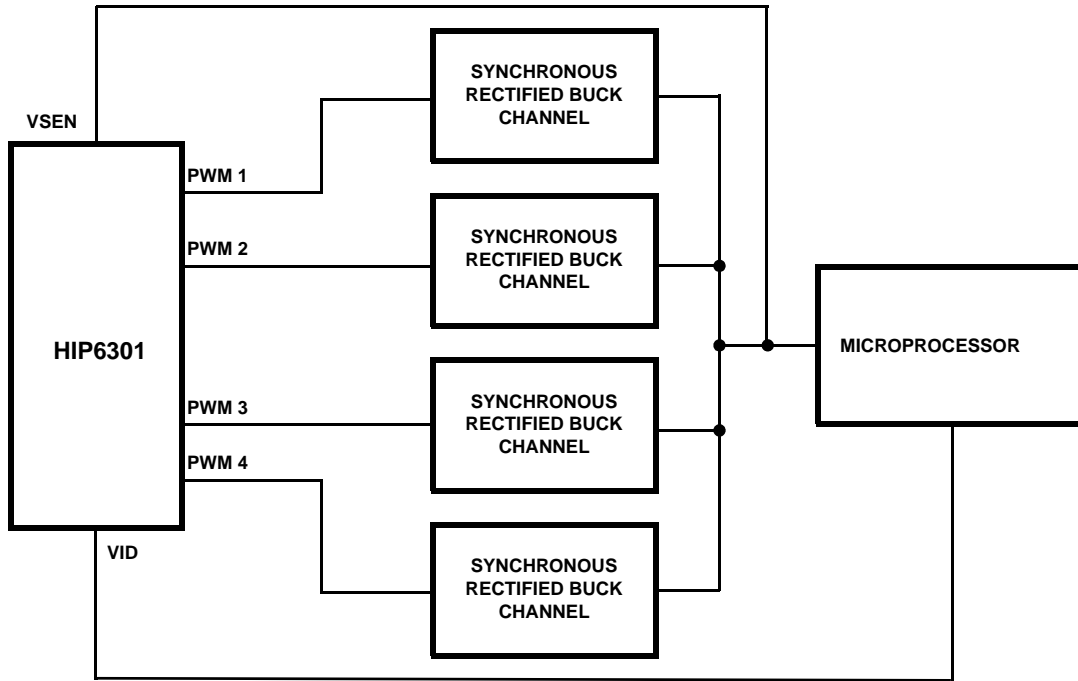 SYNCHRONOUS
RECTIFIED BUCK
CHANNEL
VSEN
PWM 1
SYNCHRONOUS
RECTIFIED BUCK
CHANNEL
PWM 2
HIP6301
MICROPROCESSOR
SYNCHRONOUS
RECTIFIED BUCK
CHANNEL
PWM 3
PWM 4
SYNCHRONOUS
RECTIFIED BUCK
CHANNEL
VID